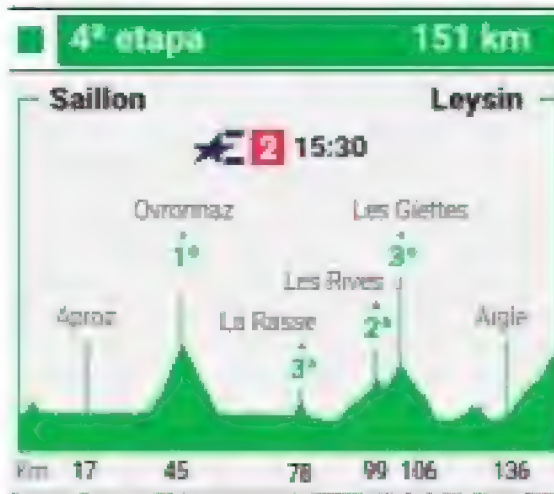 4ª etapa 151 km
Saillon Leysin
E 2 15:30
Ovronnaz Les Giettes
1ª 3ª
Les Rives
Aproz La Rasse 2ª Aigle
3ª
Km 17 45 78 99 106 136